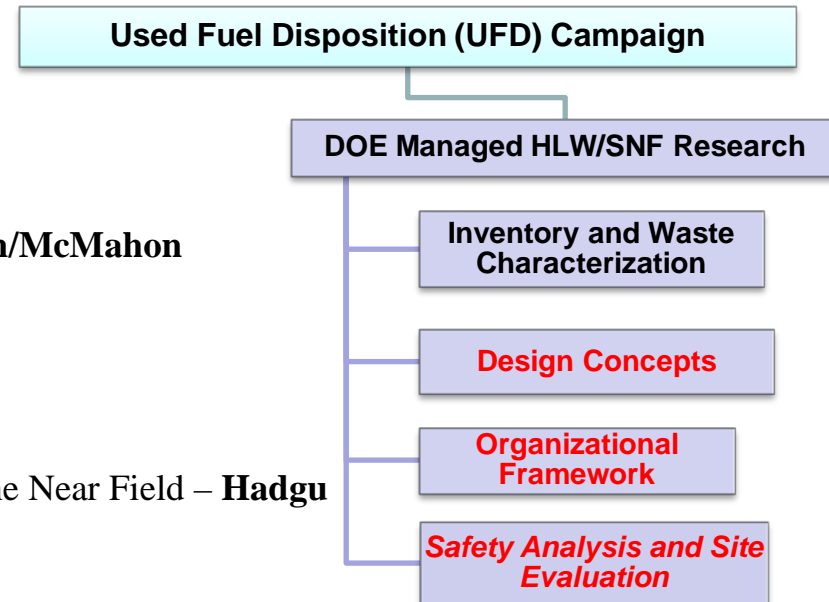 Used Fuel Disposition (UFD) Campaign
DOE Managed HLW/SNF Research
Inventory and Waste
Characterization
/McMahon
Design Concepts
Organizational
Framework
Near Field – Hadgu
Safety Analysis and Site
Evaluation